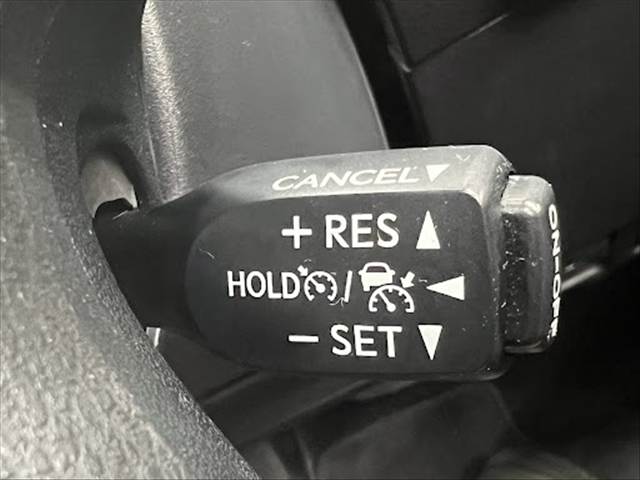 CANCEL▼
+ RES ▲
HOLD / ◀
− SET ▼
ON-OFF